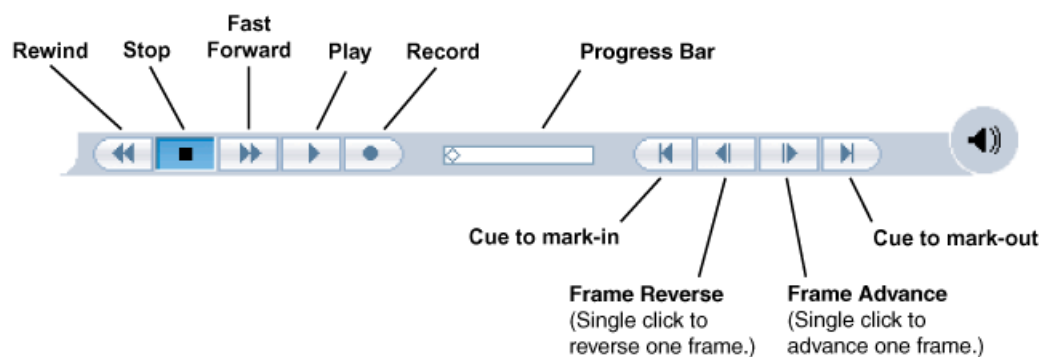 Rewind
Stop
Fast
Forward
Play
Record
Progress Bar
Cue to mark-in
Cue to mark-out
Frame Reverse
(Single click to
reverse one frame.)
Frame Advance
(Single click to
advance one frame.)